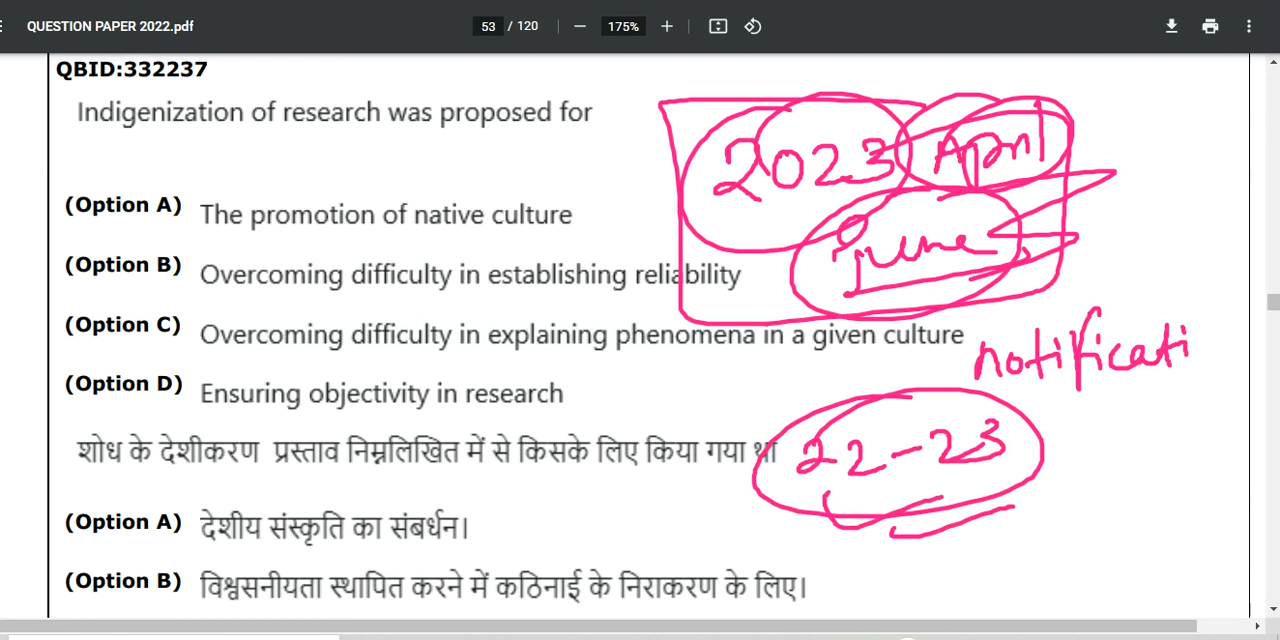 QUESTION PAPER 2022.pdf 53 / 120 175%
QBID:332237
Indigenization of research was proposed for
2023 April
(Option A) The promotion of native culture
June
(Option B) Overcoming difficulty in establishing reliability
(Option C) Overcoming difficulty in explaining phenomena in a given culture
notificati
(Option D) Ensuring objectivity in research
शोध के देशीकरण प्रस्ताव निम्नलिखित में से किसके लिए किया गया था
22-23
(Option A) देशीय संस्कृति का संबर्धन।
(Option B) विश्वसनीयता स्थापित करने में कठिनाई के निराकरण के लिए।